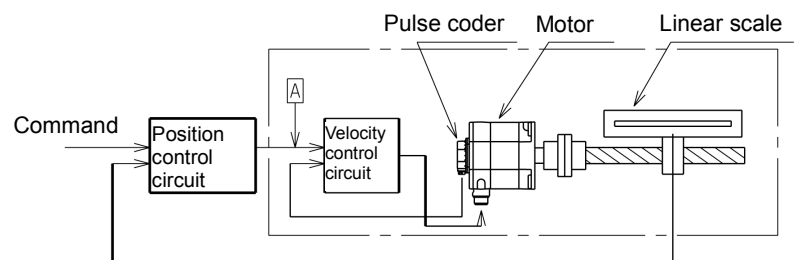 Pulse coder
Motor
Linear scale
A
Command
Position
control
circuit
Velocity
control
circuit